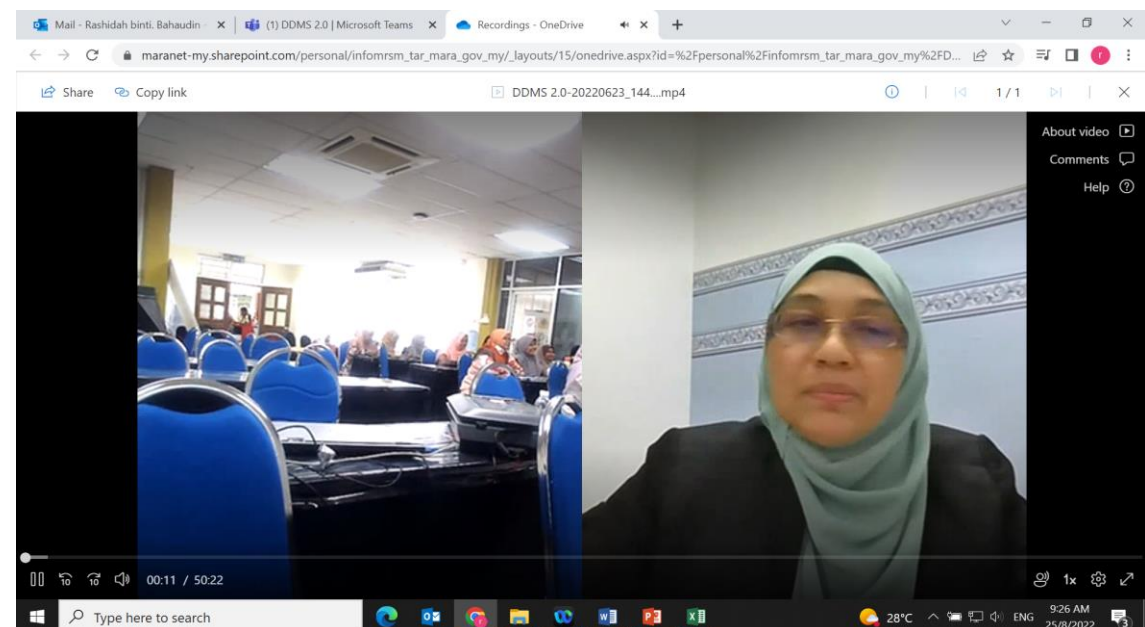 Mail - Rashidah binti. Bahaudin -
(1) DDMS 2.0 | Microsoft Teams
Recordings - OneDrive
maranet-my.sharepoint.com/personal/infomrsm_tar_mara_gov_my/_layouts/15/onedrive.aspx?id=%2Fpersonal%2Finfomrsm_tar_mara_gov_my%2FD...
r
Share
Copy link
DDMS 2.0-20220623_144....mp4
1 / 1
About video
Comments
Help
10
10
00:11 / 50:22
1x
Type here to search
28°C
ENG
9:26 AM
25/8/2022
3